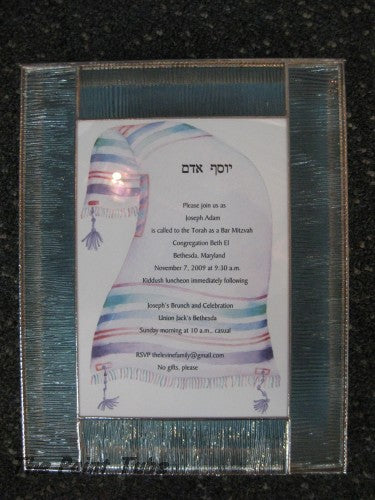 יוסף אדם
Please join us as
Joseph Adam
is called to the Torah as a Bar Mitzvah
Congregation Beth El
Bethesda, Maryland
November 7, 2009 at 9:30 a.m.
Kiddush luncheon immediately following
Joseph's Brunch and Celebration
Union Jack's Bethesda
Sunday morning at 10 a.m., casual
RSVP thelevinefamily@gmail.com
No gifts, please
The Paint Tube